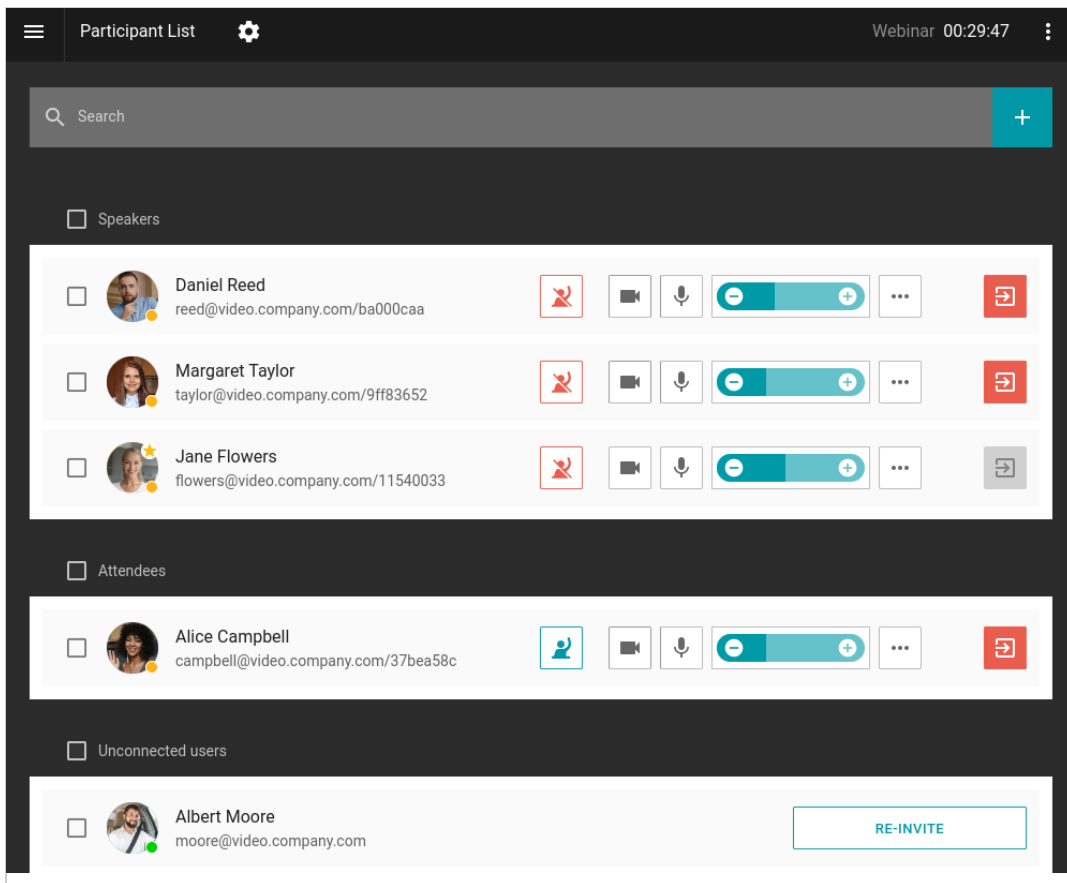 Participant List
Webinar 00:29:47
Search
Speakers
Daniel Reed
reed@video.company.com/ba000caa
Margaret Taylor
taylor@video.company.com/9ff83652
Jane Flowers
flowers@video.company.com/11540033
Attendees
Alice Campbell
campbell@video.company.com/37bea58c
Unconnected users
Albert Moore
moore@video.company.com
RE-INVITE